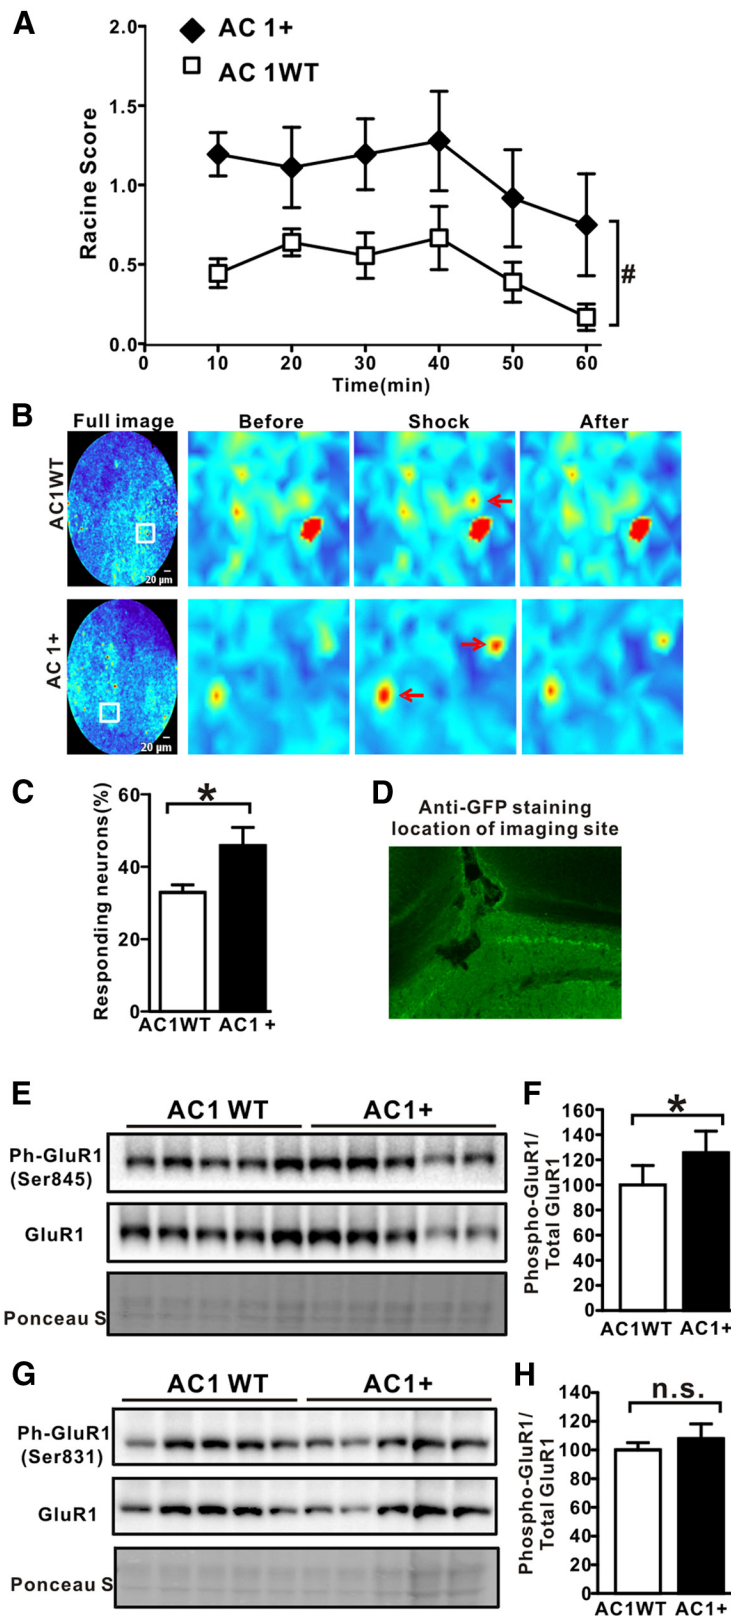 A
2.0
AC 1+
AC 1WT
1.5
1.0
0.5
0.0
Racine Score
0 10 20 30 40 50 60
Time(min)
#
B
Full image Before Shock After
AC1WT
20 µm
AC 1+
20 µm
C
60
*
40
20
0
Responding neurons(%)
AC1WT AC1 +
D
Anti-GFP staining
location of imaging site
E
AC1 WT AC1+
Ph-GluR1
(Ser845)
GluR1
Ponceau S
F
160
*
140
120
100
80
60
40
20
0
Phospho-GluR1/
Total GluR1
AC1WT AC1+
G
AC1 WT AC1+
Ph-GluR1
(Ser831)
GluR1
Ponceau S
H
140
n.s.
120
100
80
60
40
20
0
Phospho-GluR1/
Total GluR1
AC1WT AC1+